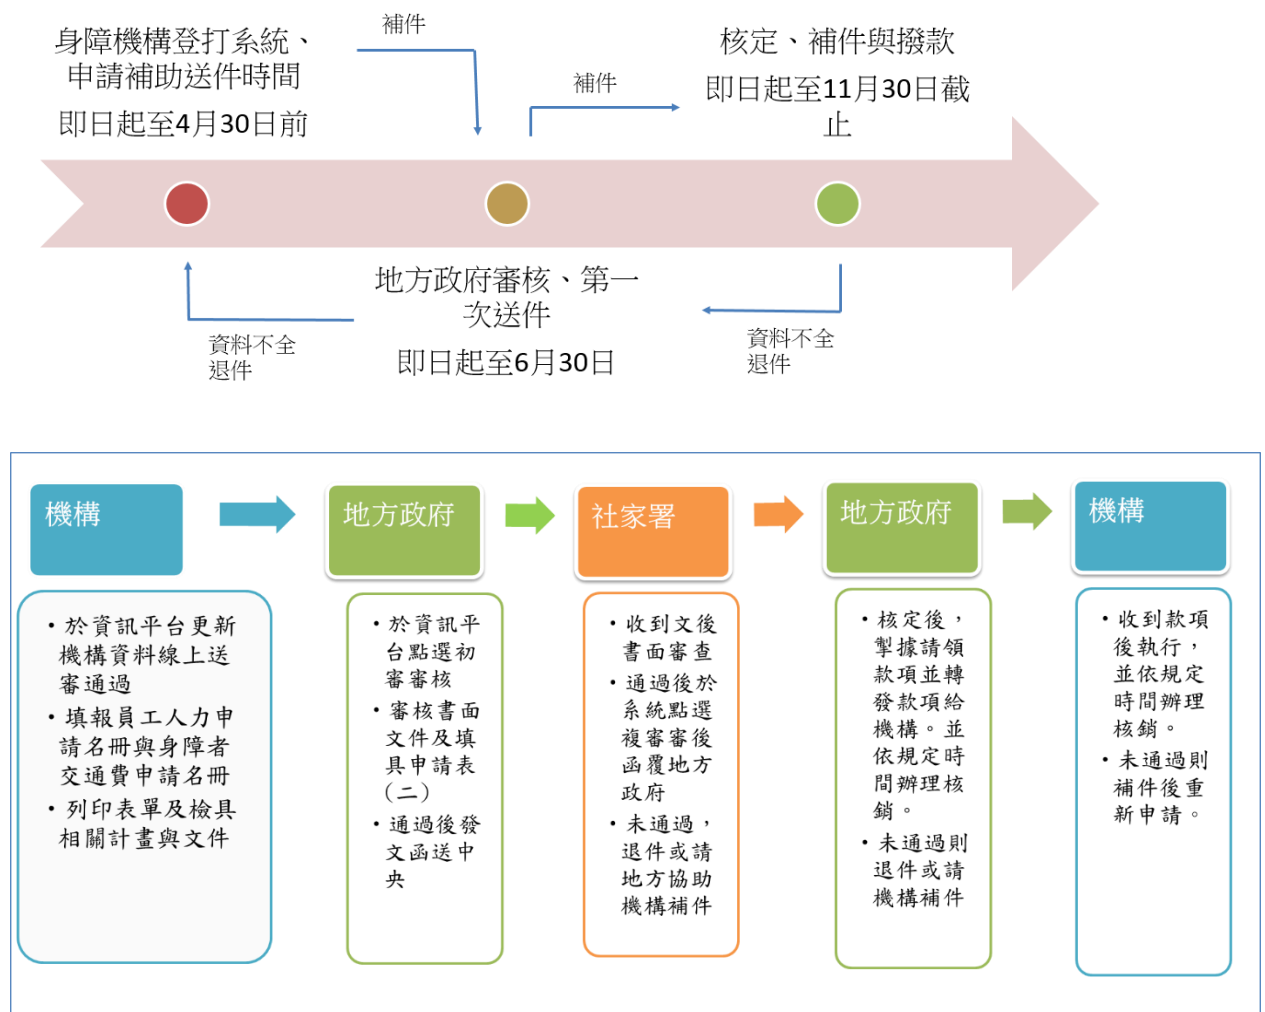 補件
身障機構登打系統、
申請補助送件時間
即日起至4月30日前
補件
核定、補件與撥款
即日起至11月30日截
止
地方政府審核、第一
次送件
即日起至6月30日
資料不全
退件
資料不全
退件
機構
地方政府
社家署
地方政府
機構
•於資訊平台更新
機構資料線上送
審通過
•填報員工人力申
請名冊與身障者
交通費申請名冊
•列印表單及檢具
相關計畫與文件
•於資訊平
台點選初
審審核
•審核書面
文件及填
具申請表
(二)
•通過後發
文函送中
央
•收到文後
書面審查
•通過後於
系統點選
複審審後
函覆地方
政府
•未通過，
退件或請
地方協助
機構補件
•核定後，
掣據請領
款項並轉
發款項給
機構。並
依規定時
間辦理核
銷。
•未通過則
退件或請
機構補件
•收到款項
後執行，
並依規定
時間辦理
核銷。
•未通過則
補件後重
新申請。